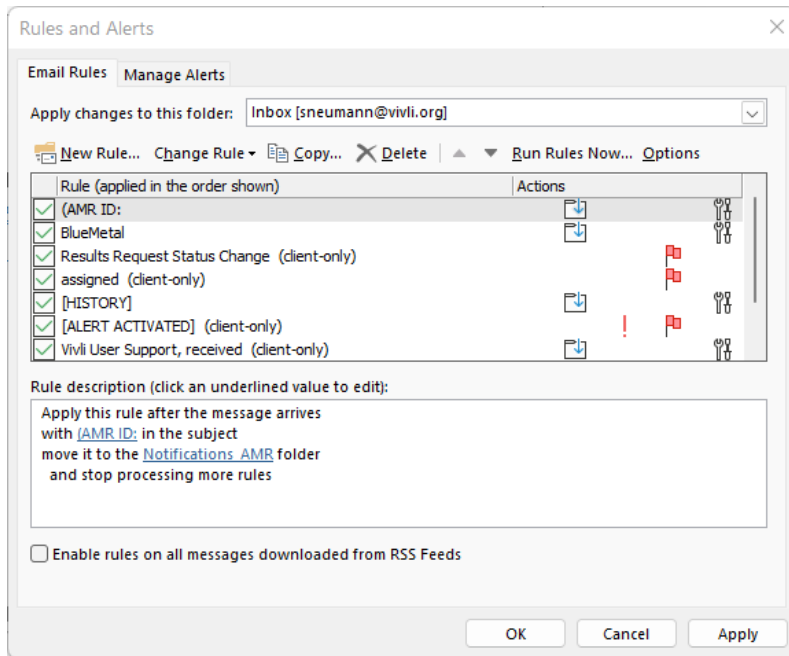 Rules and Alerts
Email Rules Manage Alerts
Apply changes to this folder: Inbox [sneumann@vivli.org]
New Rule... Change Rule Copy... Delete Run Rules Now... Options
Rule (applied in the order shown) Actions
(AMR ID:
BlueMetal
Results Request Status Change (client-only)
assigned (client-only)
[HISTORY]
[ALERT ACTIVATED] (client-only)
Vivli User Support, received (client-only)
Rule description (click an underlined value to edit):
Apply this rule after the message arrives
with (AMR ID: in the subject
move it to the Notifications_AMR folder
and stop processing more rules
Enable rules on all messages downloaded from RSS Feeds
OK Cancel Apply